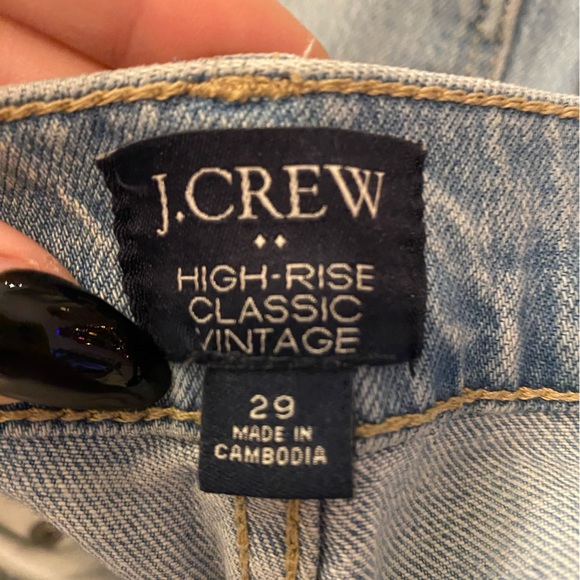 J.CREW
HIGH-RISE
CLASSIC
VINTAGE
29
MADE IN
CAMBODIA